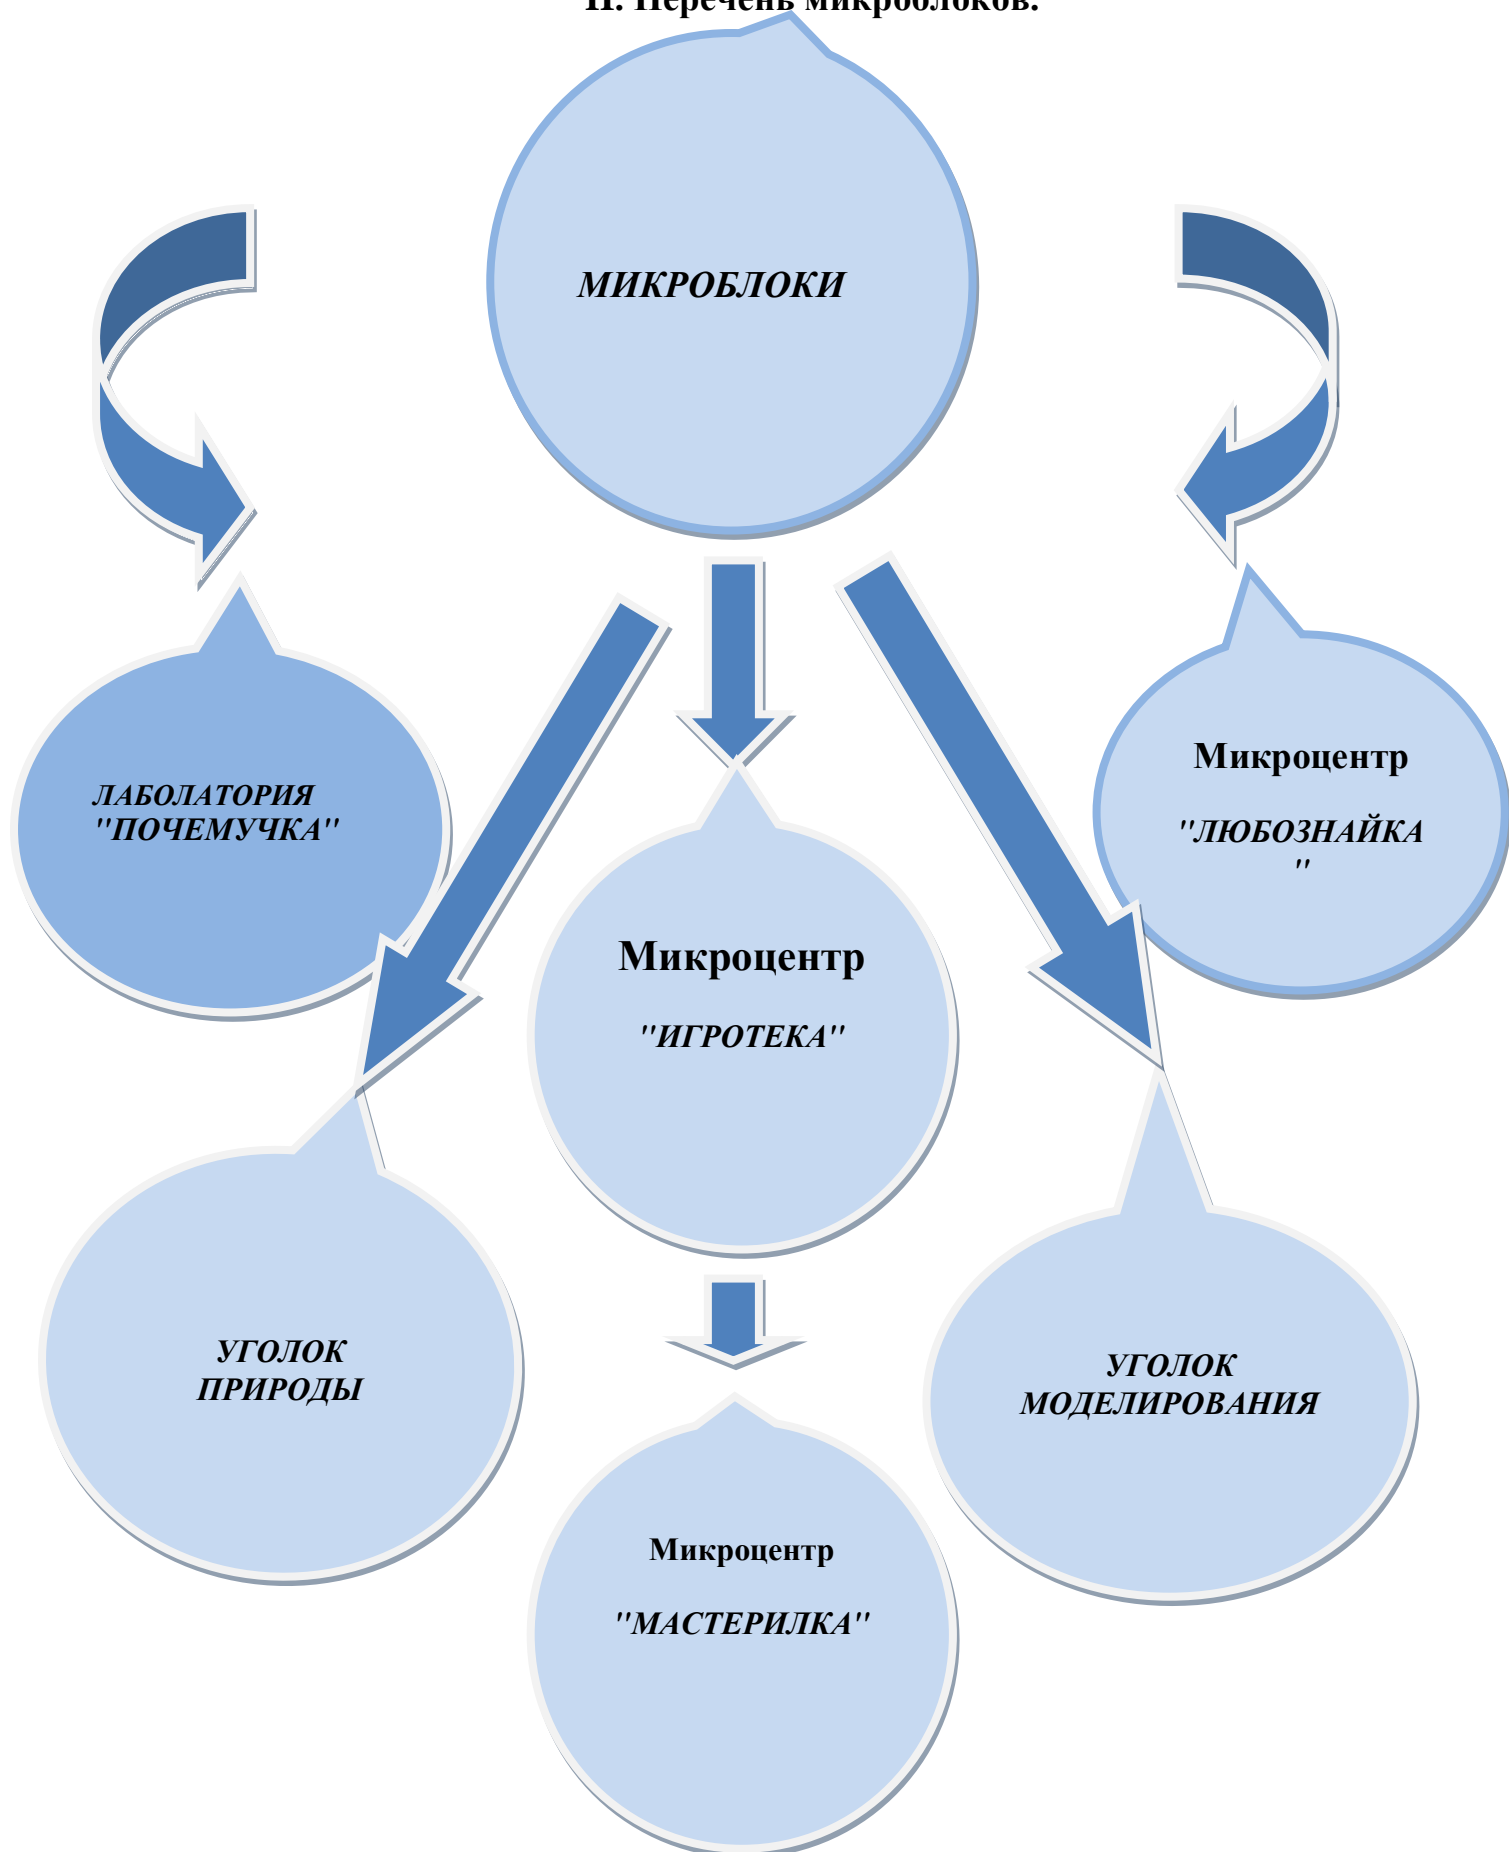 II. Перечень микроблоков.
МИКРОБЛОКИ
ЛАБОЛАТОРИЯ
"ПОЧЕМУЧКА"
Микроцентр
"ЛЮБОЗНАЙКА
"
Микроцентр
"ИГРОТЕКА"
УГОЛОК
ПРИРОДЫ
УГОЛОК
МОДЕЛИРОВАНИЯ
Микроцентр
"МАСТЕРИЛКА"